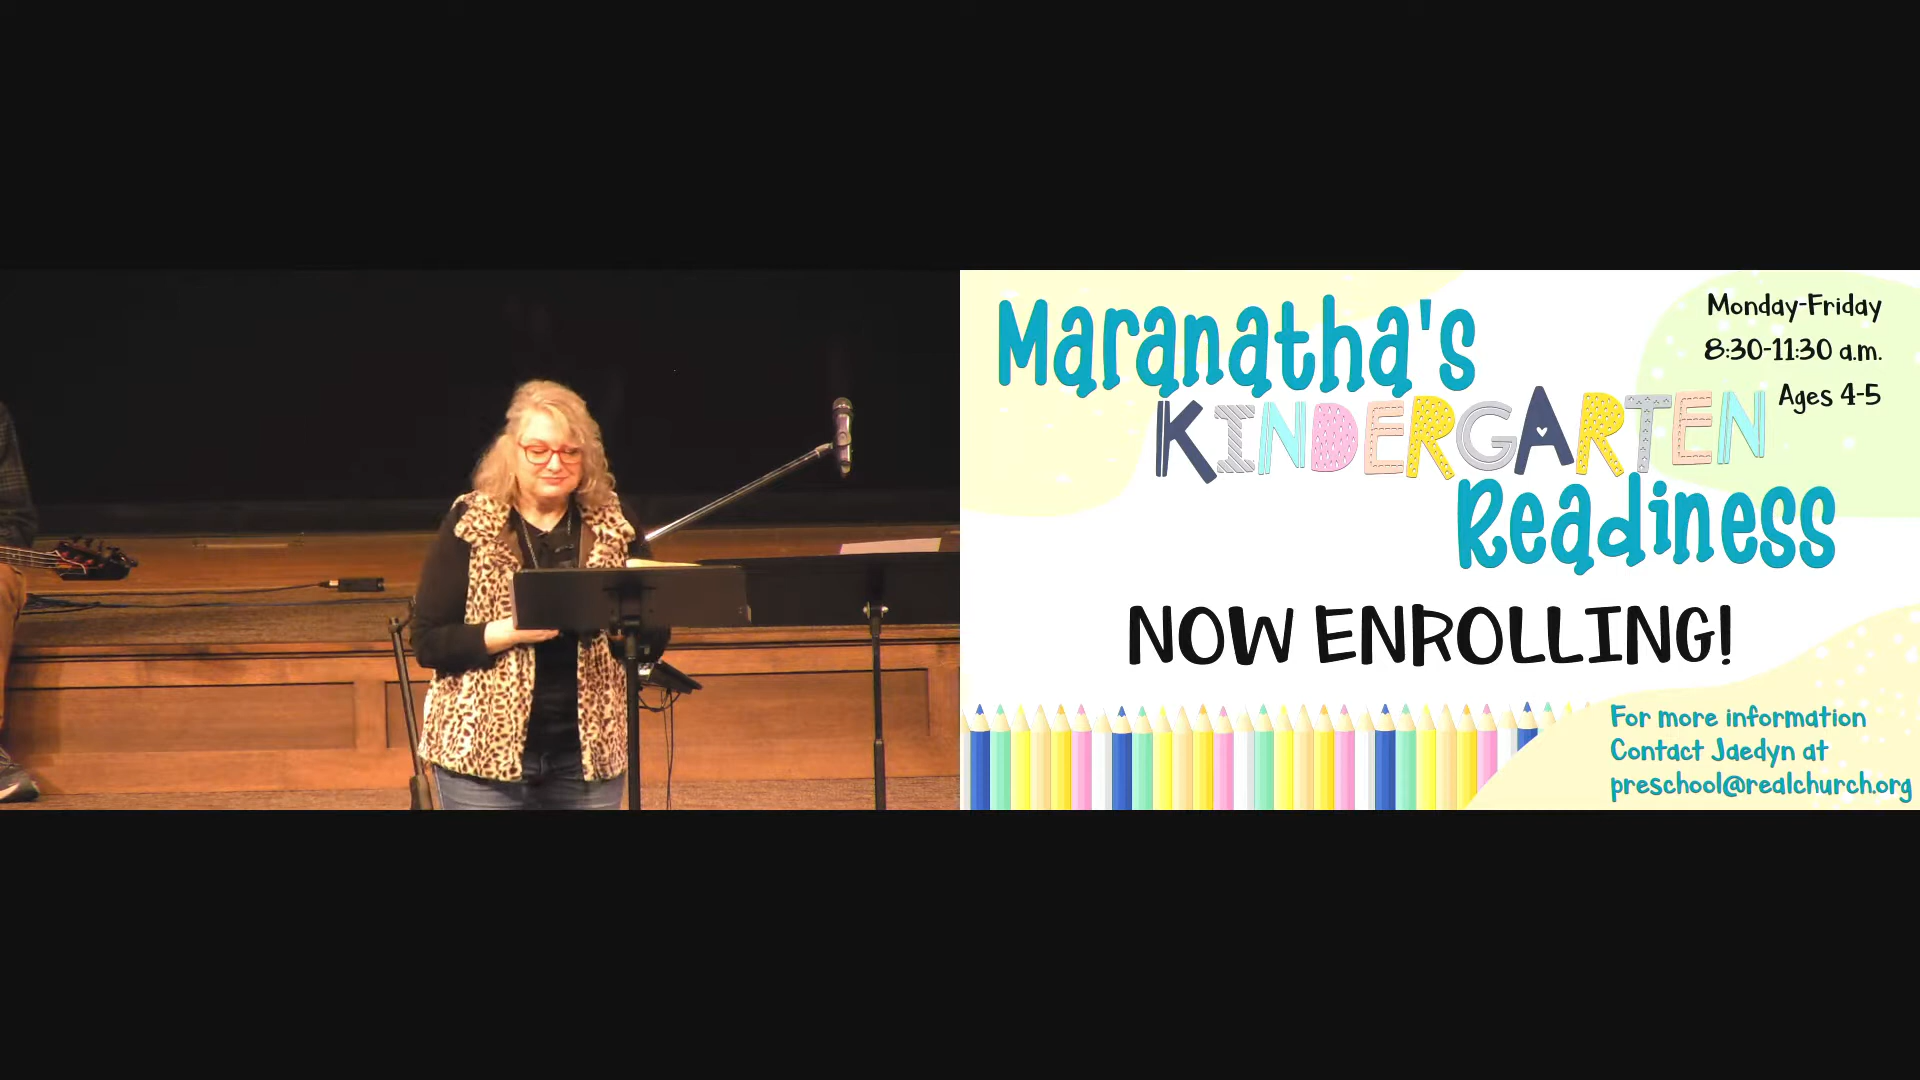 Maranatha's
KINDERGARTEN
Readiness
Monday-Friday
8:30-11:30 a.m.
Ages 4-5
NOW ENROLLING!
For more information
Contact Jaedyn at
preschool@realchurch.org